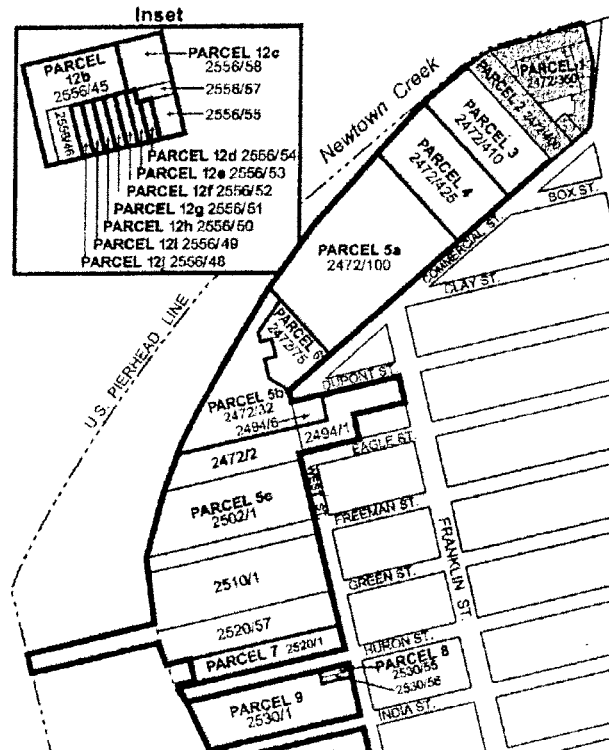 Inset
PARCEL
12b
2556/45
PARCEL 12c
2556/58
2556/57
2556/55
2556/46
PARCEL 12d 2556/54
PARCEL 12e 2556/53
PARCEL 12f 2556/52
PARCEL 12g 2556/51
PARCEL 12h 2556/50
PARCEL 12i 2556/49
PARCEL 12j 2556/48
Newtown Creek
U.S. PIERHEAD LINE
PARCEL 1
2472/350
PARCEL 2 2472/400
PARCEL 3
2472/410
PARCEL 4
2472/425
PARCEL 5a
2472/100
PARCEL 6
2472/75
COMMERCIAL ST.
BOX ST.
CLAY ST.
DUPONT ST.
PARCEL 5b
2472/32
2494/6
2494/1
2472/2
EAGLE ST.
WEST ST.
PARCEL 5c
2502/1
FREEMAN ST.
FRANKLIN ST.
2510/1
GREEN ST.
2520/57
PARCEL 7 2520/1
HURON ST.
PARCEL 8
2530/55
2530/56
PARCEL 9
2530/1
INDIA ST.